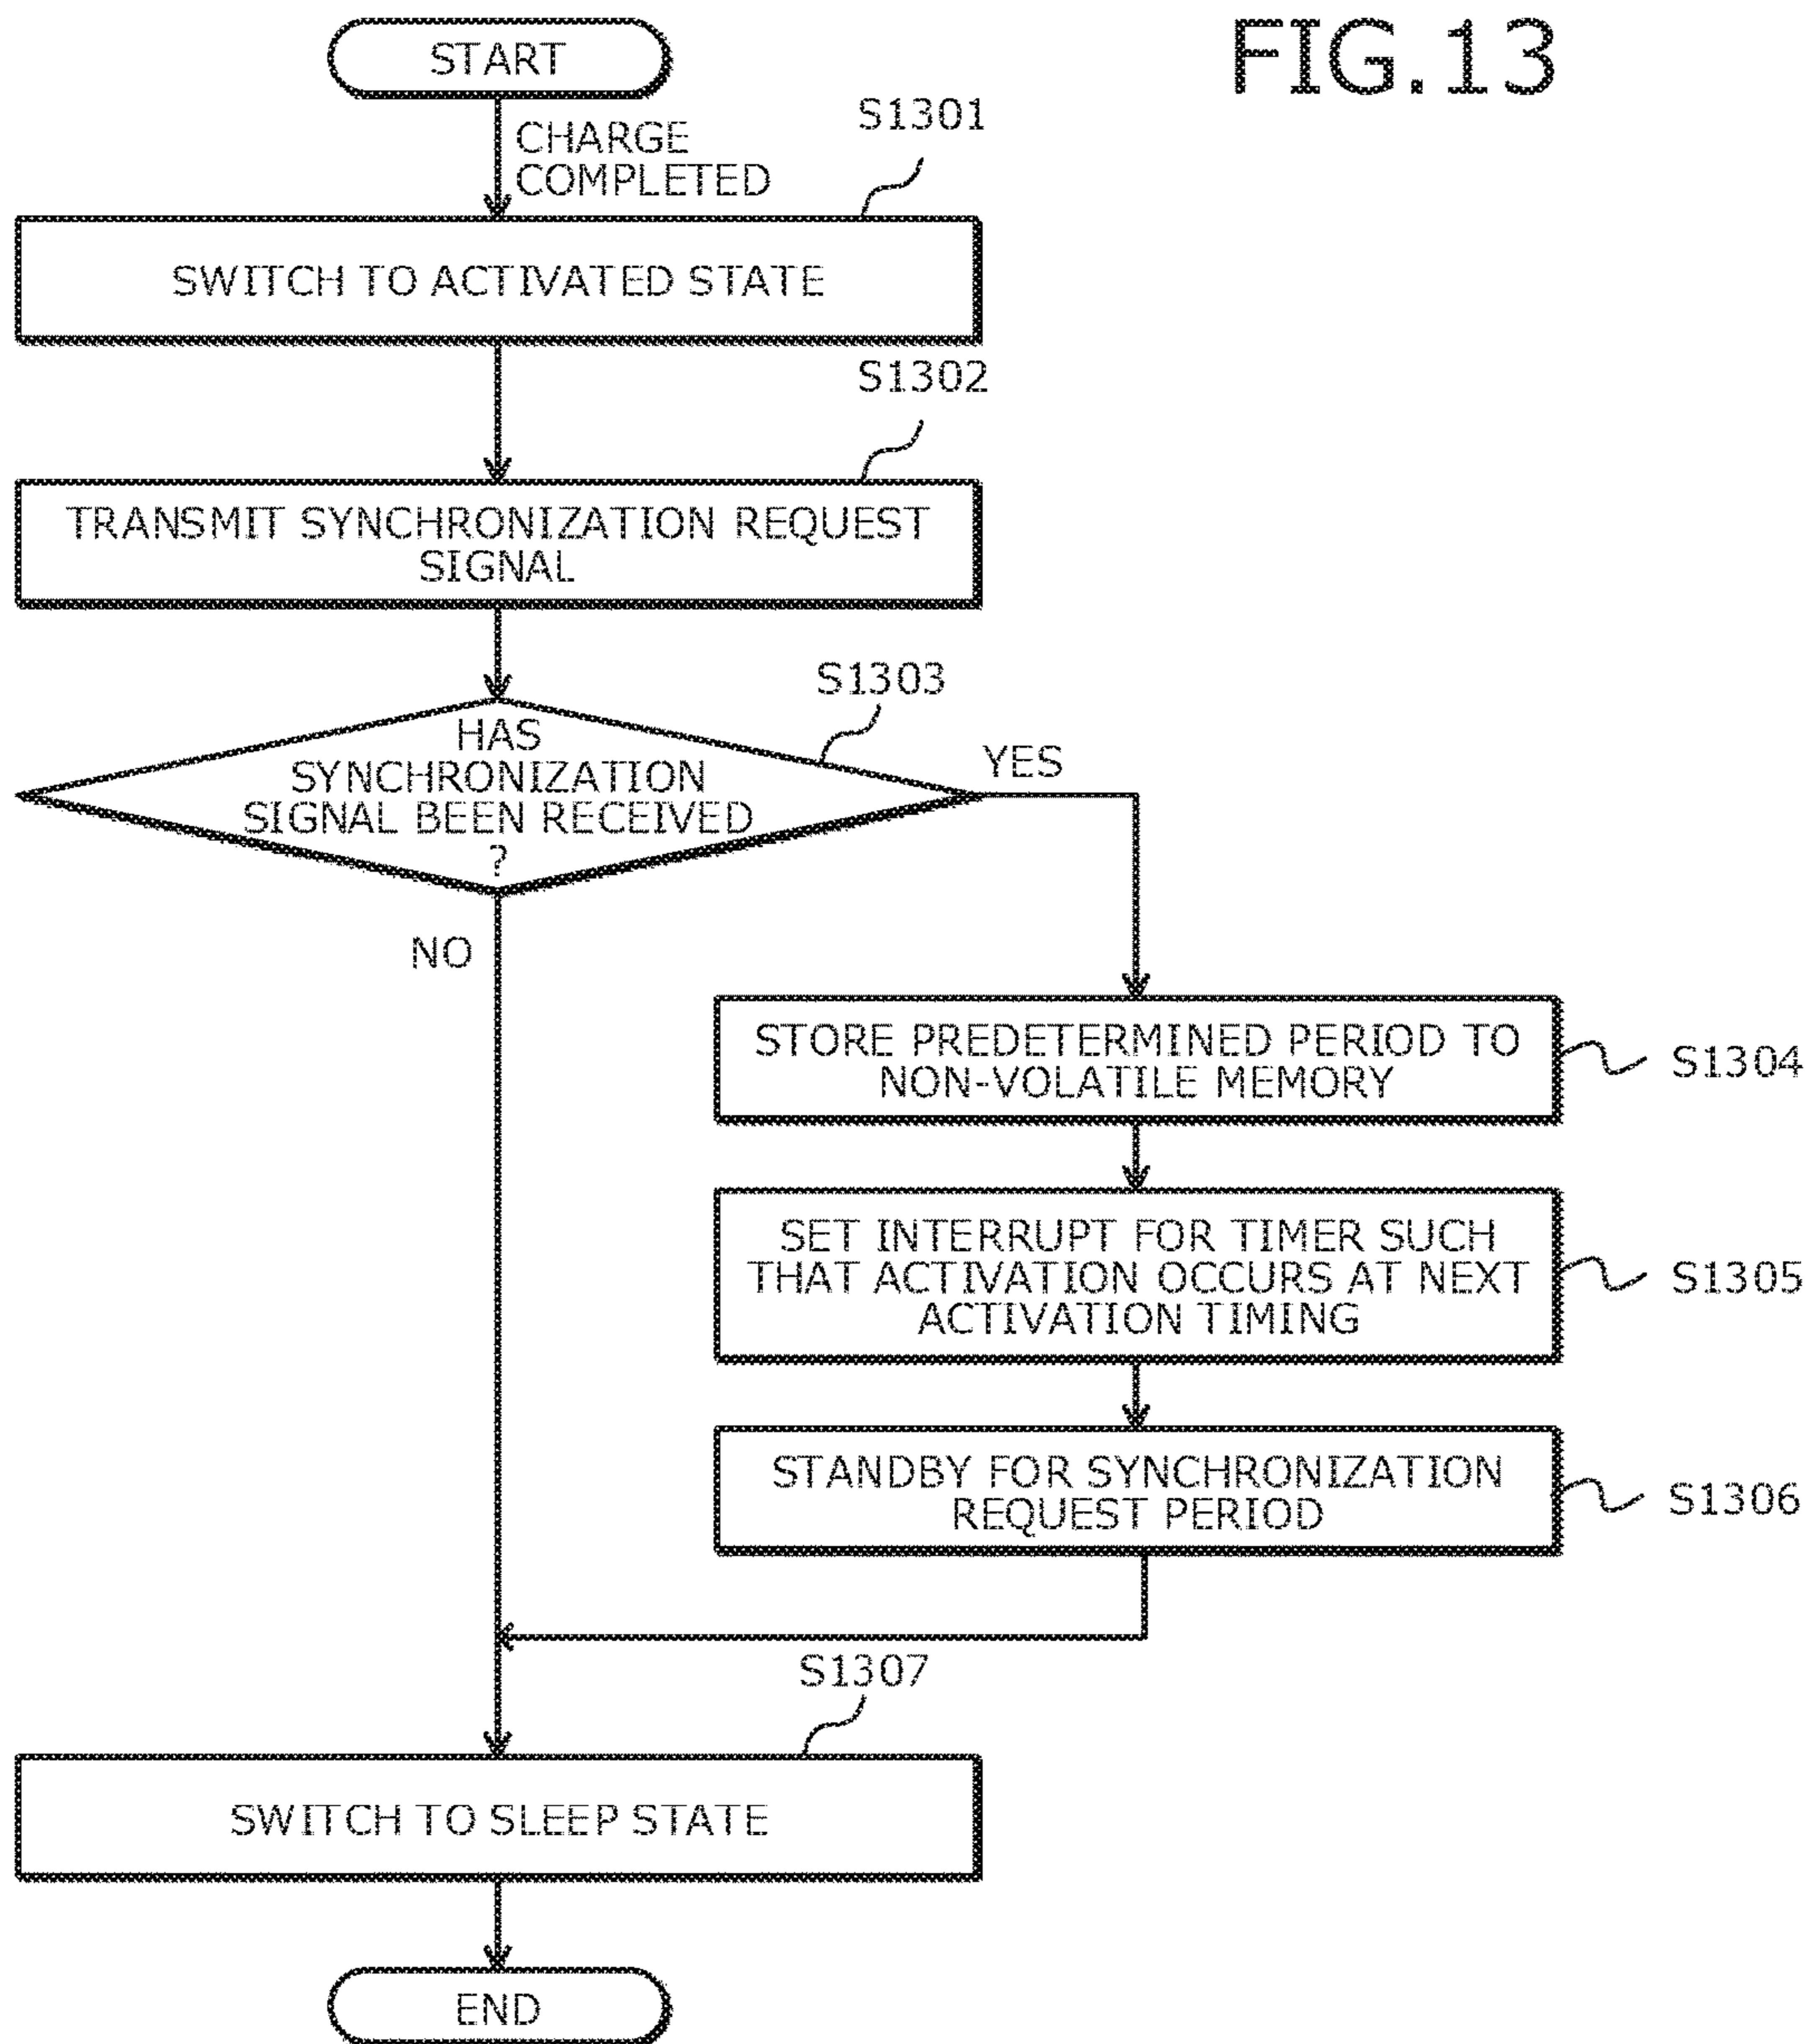 FIG.13
START
CHARGE
COMPLETED
S1301
SWITCH TO ACTIVATED STATE
S1302
TRANSMIT SYNCHRONIZATION REQUEST
SIGNAL
S1303
HAS
SYNCHRONIZATION
SIGNAL BEEN RECEIVED
?
YES
NO
STORE PREDETERMINED PERIOD TO
NON-VOLATILE MEMORY
S1304
SET INTERRUPT FOR TIMER SUCH
THAT ACTIVATION OCCURS AT NEXT
ACTIVATION TIMING
S1305
STANDBY FOR SYNCHRONIZATION
REQUEST PERIOD
S1306
S1307
SWITCH TO SLEEP STATE
END